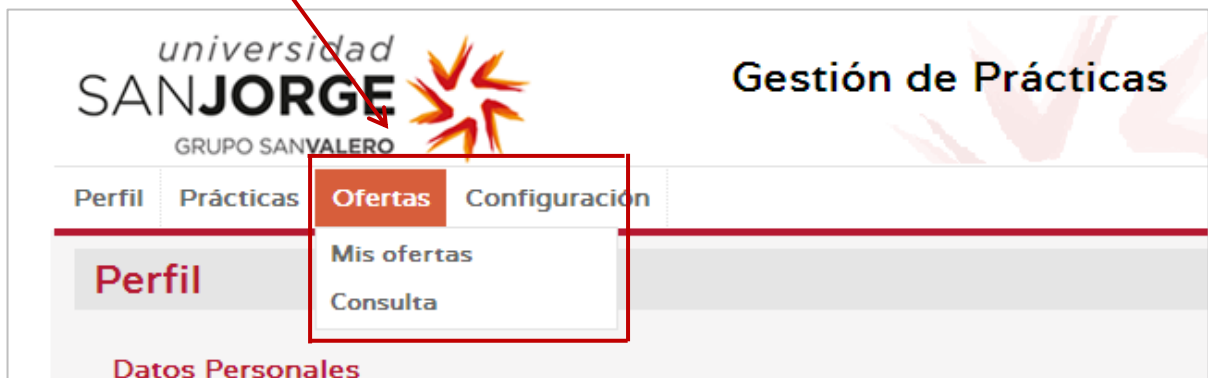 universidad
SANJORGE
GRUPO SANVALERO
Gestión de Prácticas
Perfil Prácticas Ofertas Configuración
Mis ofertas
Consulta
Perfil
Datos Personales